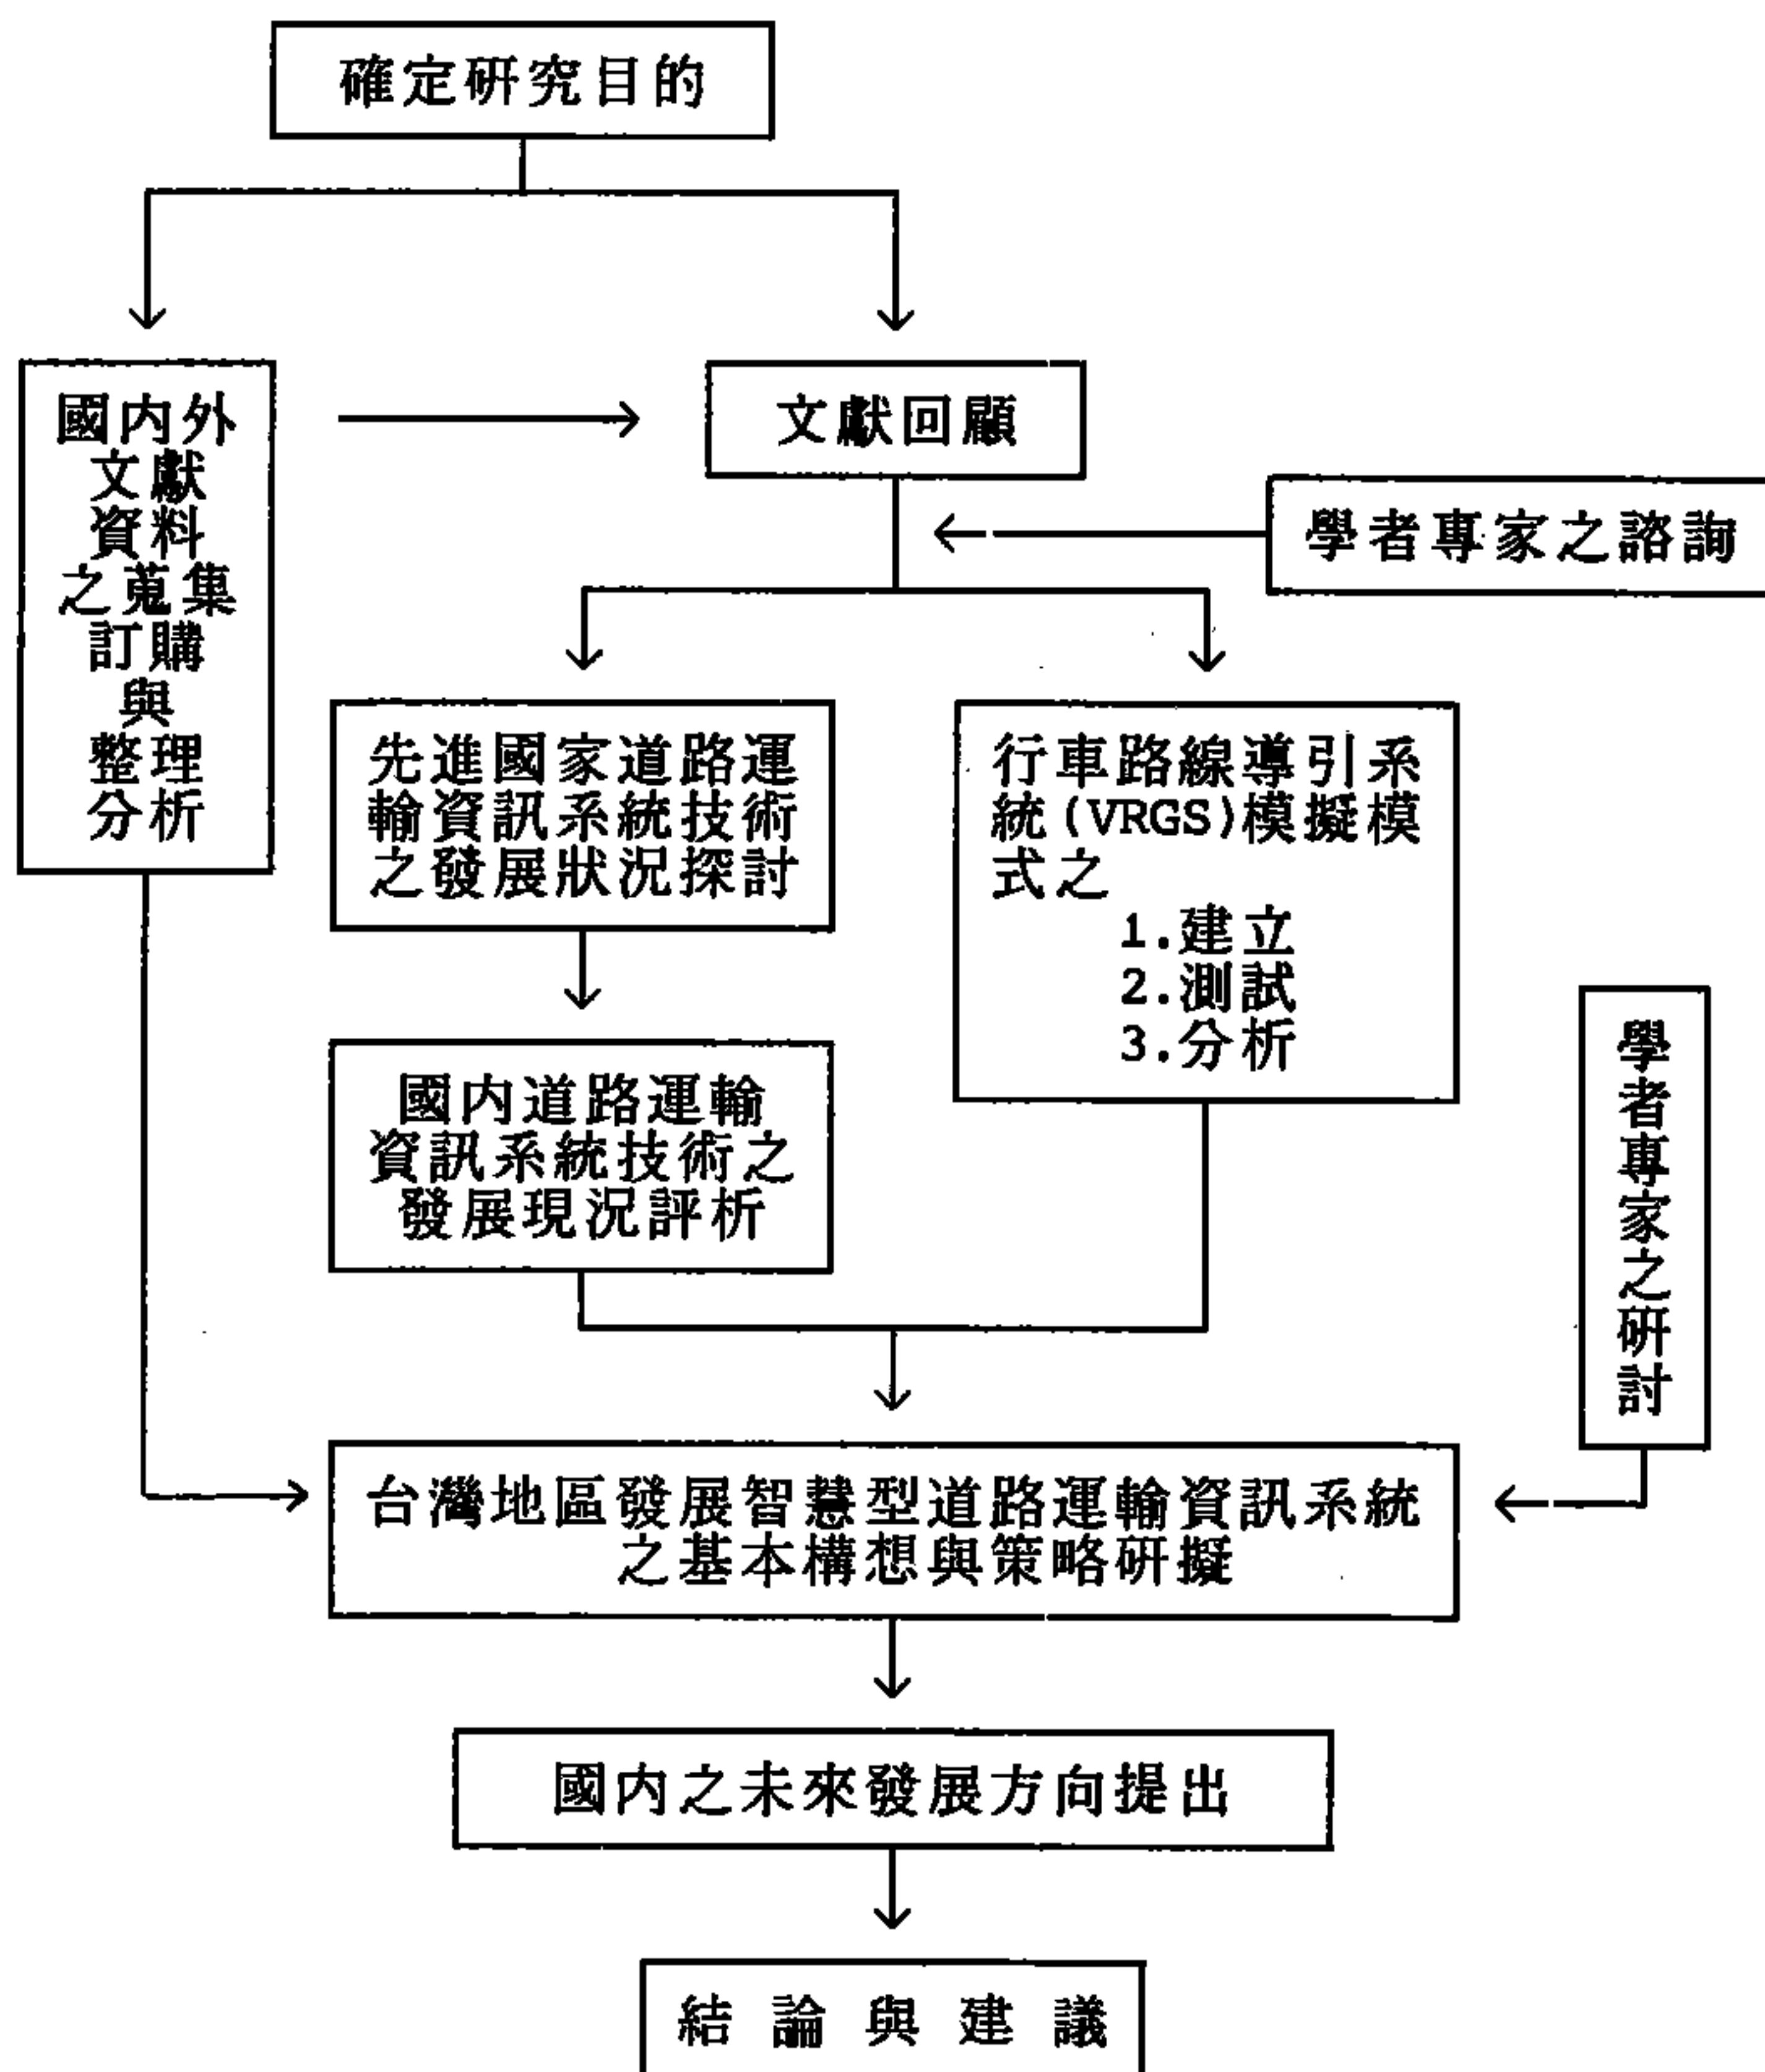 確定研究目的
國內外
文獻
資料
之蒐集
訂購
與
整理
分析
文獻回顧
學者專家之諮詢
先進國家道路運
輸資訊系統技術
之發展狀況探討
行車路線導引系
統(VRGS)模擬模
式之
1.建立
2.測試
3.分析
國內道路運輸
資訊系統技術之
發展現況評析
學者專家之研討
台灣地區發展智慧型道路運輸資訊系統
之基本構想與策略研擬
國內之未來發展方向提出
結論與建議